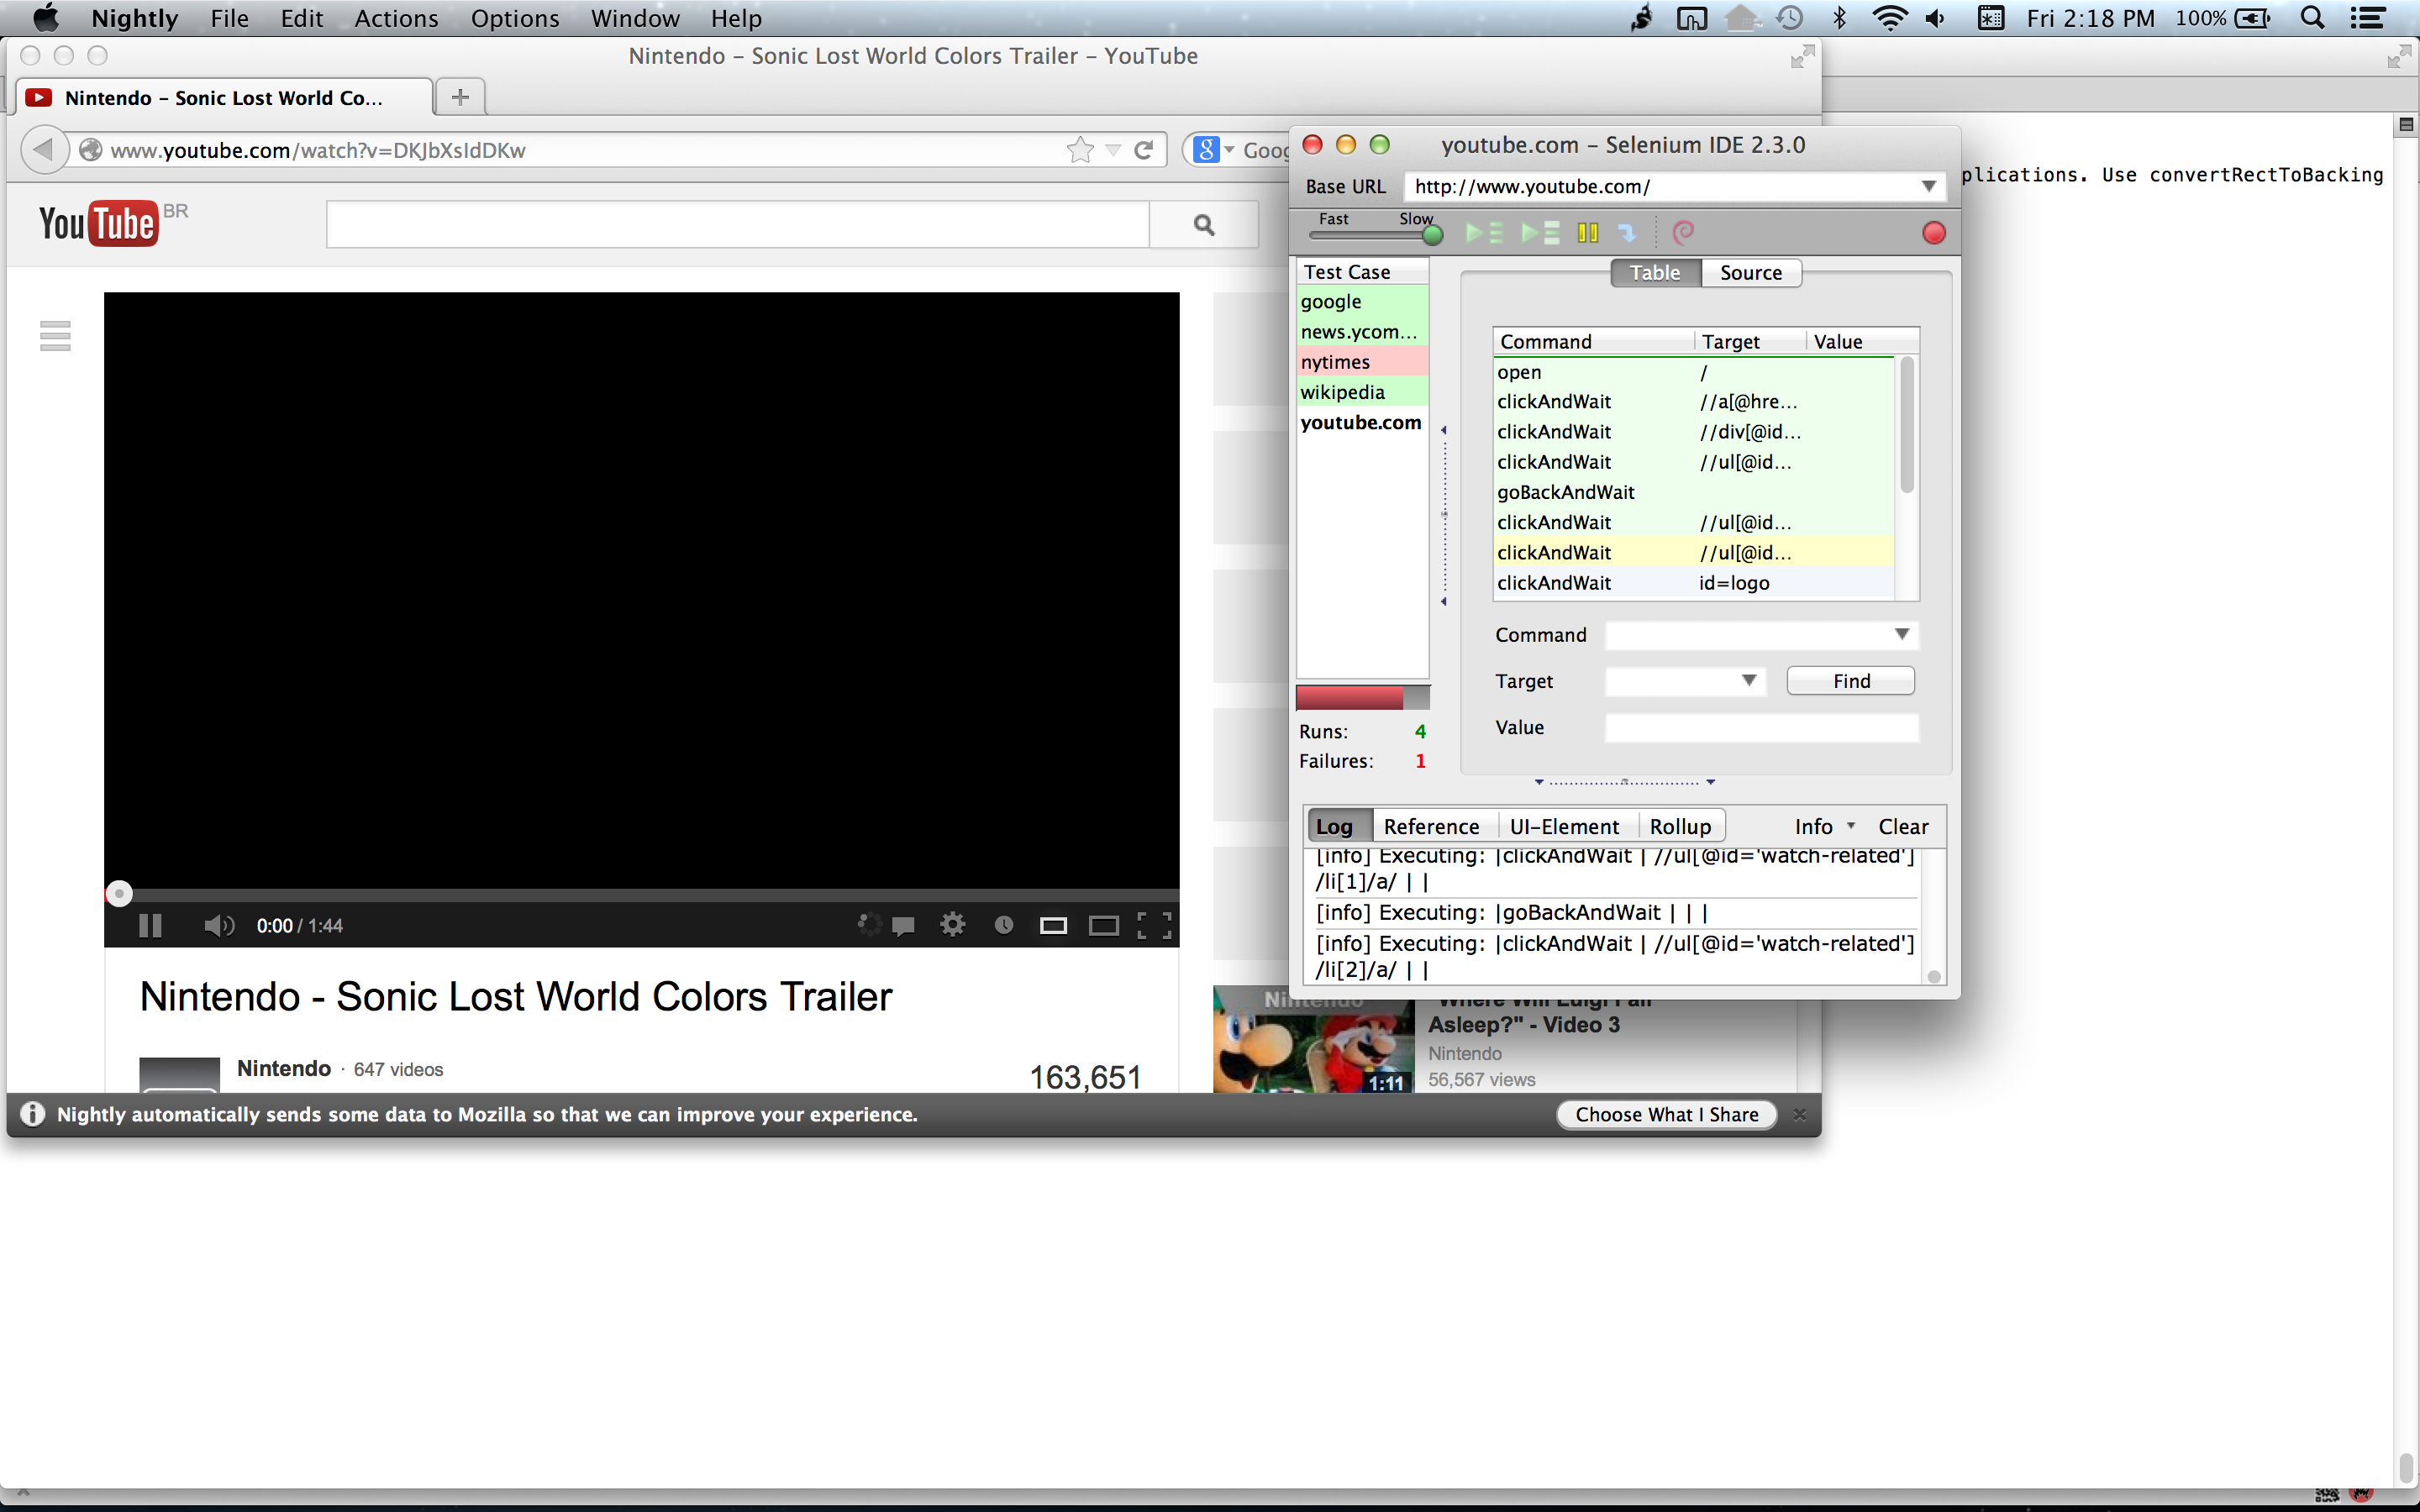 Nightly File Edit Actions Options Window Help
Fri 2:18 PM 100%
Nintendo – Sonic Lost World Colors Trailer – YouTube
Nintendo – Sonic Lost World Co...
www.youtube.com/watch?v=DKJbXsIdDKw
Goog
YouTube BR
0:00 / 1:44
Nintendo - Sonic Lost World Colors Trailer
Nintendo · 647 videos
163,651
Nintendo
1:11
"Where Will Luigi Fall
Asleep?" - Video 3
Nintendo
56,567 views
Nightly automatically sends some data to Mozilla so that we can improve your experience.
Choose What I Share
youtube.com – Selenium IDE 2.3.0
Base URL http://www.youtube.com/
Fast Slow
Test Case
google
news.ycom...
nytimes
wikipedia
youtube.com
Runs: 4
Failures: 1
Table Source
Command Target Value
open /
clickAndWait //a[@hre...
clickAndWait //div[@id...
clickAndWait //ul[@id...
goBackAndWait
clickAndWait //ul[@id...
clickAndWait //ul[@id...
clickAndWait id=logo
Command
Target Find
Value
Log Reference UI-Element Rollup Info Clear
[info] Executing: |clickAndWait | //ul[@id='watch-related']
/li[1]/a/ | |
[info] Executing: |goBackAndWait | | |
[info] Executing: |clickAndWait | //ul[@id='watch-related']
/li[2]/a/ | |
plications. Use convertRectToBacking